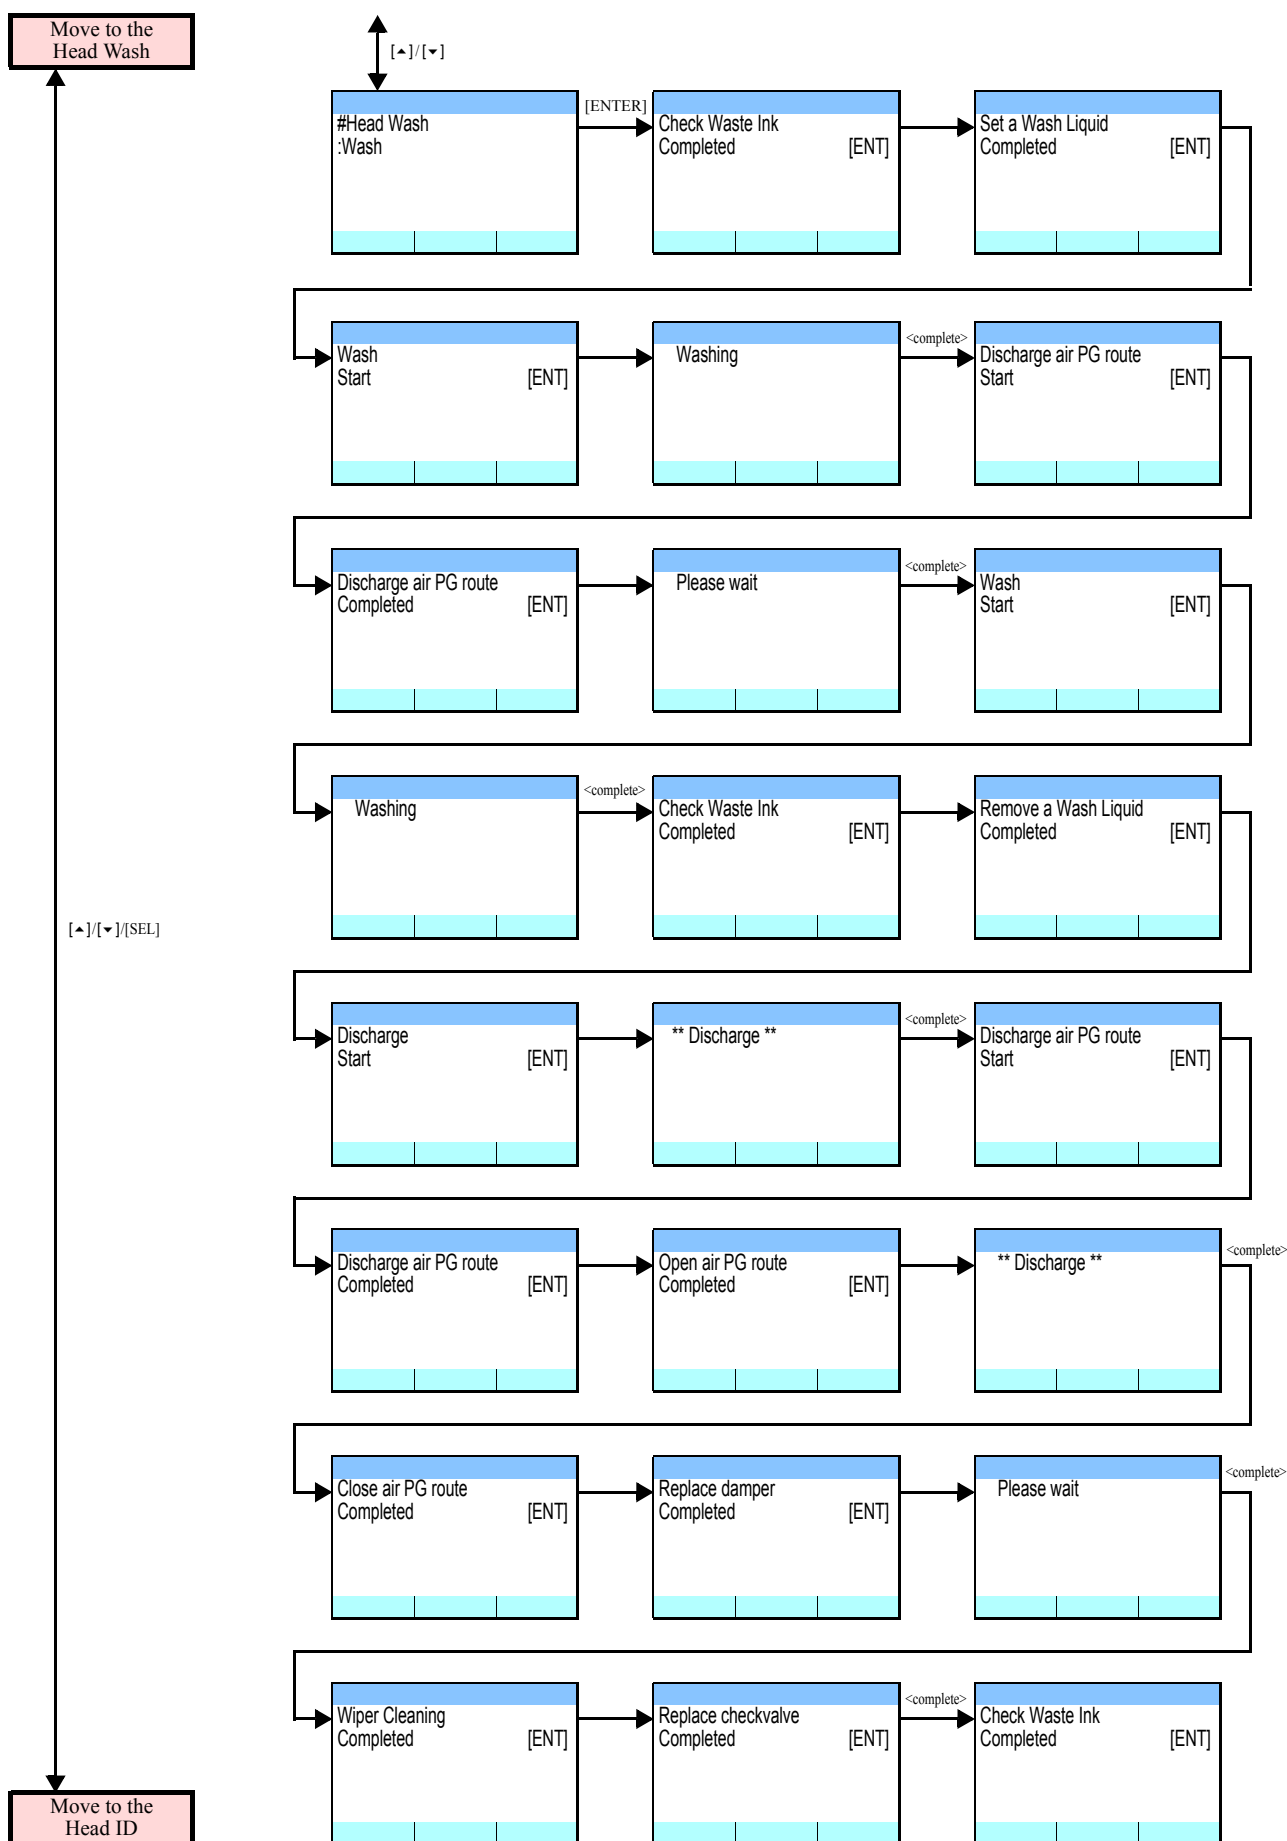 Move to the
Head Wash
[▲]/[▼]
#Head Wash
:Wash
[ENTER]
Check Waste Ink
Completed [ENT]
Set a Wash Liquid
Completed [ENT]
Wash
Start [ENT]
Washing
<complete>
Discharge air PG route
Start [ENT]
Discharge air PG route
Completed [ENT]
Please wait
<complete>
Wash
Start [ENT]
Washing
<complete>
Check Waste Ink
Completed [ENT]
Remove a Wash Liquid
Completed [ENT]
[▲]/[▼]/[SEL]
Discharge
Start [ENT]
** Discharge **
<complete>
Discharge air PG route
Start [ENT]
Discharge air PG route
Completed [ENT]
Open air PG route
Completed [ENT]
** Discharge **
<complete>
Close air PG route
Completed [ENT]
Replace damper
Completed [ENT]
Please wait
<complete>
Wiper Cleaning
Completed [ENT]
Replace checkvalve
Completed [ENT]
<complete>
Check Waste Ink
Completed [ENT]
Move to the
Head ID